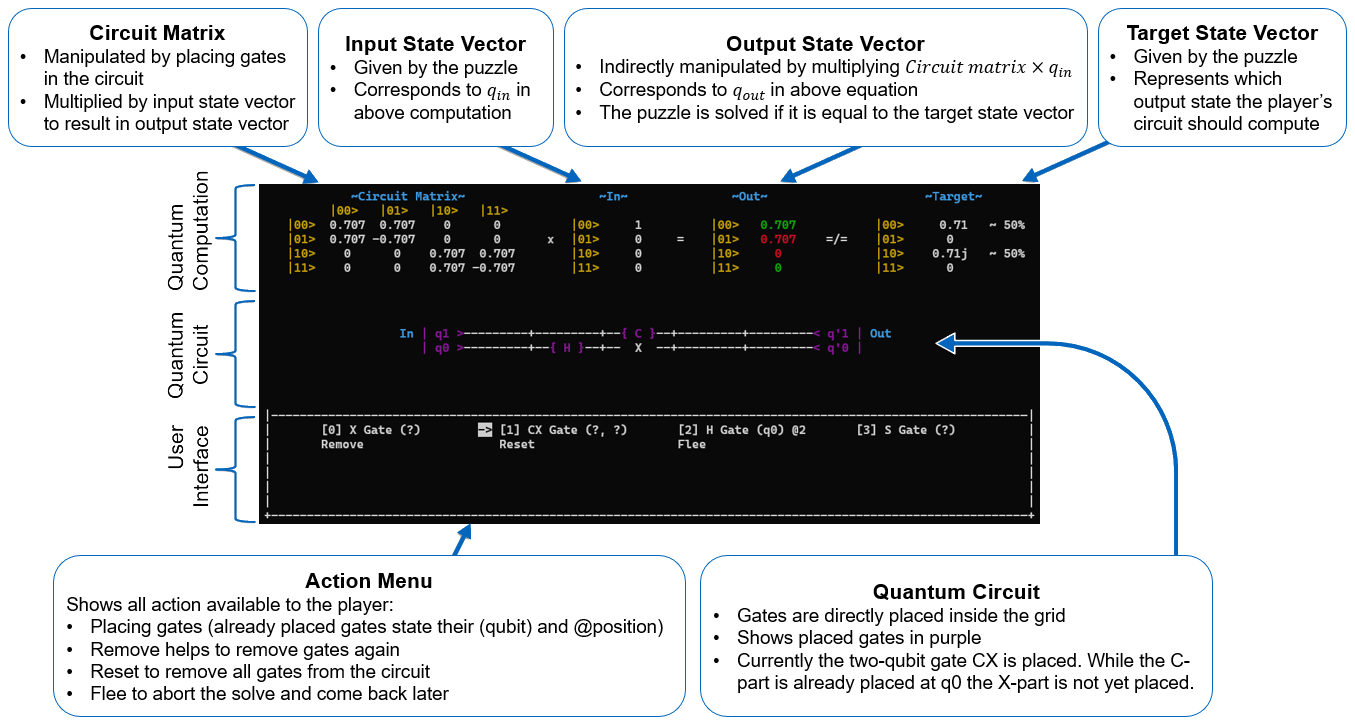 Circuit Matrix
• Manipulated by placing gates
in the circuit
• Multiplied by input state vector
to result in output state vector
Input State Vector
• Given by the puzzle
• Corresponds to q_in in
above computation
Output State Vector
• Indirectly manipulated by multiplying Circuit matrix × q_in
• Corresponds to q_out in above equation
• The puzzle is solved if it is equal to the target state vector
Target State Vector
• Given by the puzzle
• Represents which
output state the player's
circuit should compute
Quantum
Computation
~Circuit Matrix~ ~In~ ~Out~ ~Target~
|00> |01> |10> |11>
|00> 0.707 0.707 0 0 |00> 1 |00> 0.707 |00> 0.71 ~ 50%
|01> 0.707 -0.707 0 0 x |01> 0 = |01> 0.707 =/= |01> 0
|10> 0 0 0.707 0.707 |10> 0 |10> 0 |10> 0.71j ~ 50%
|11> 0 0 0.707 -0.707 |11> 0 |11> 0 |11> 0
Quantum
Circuit
In | q1 >---------+---------+--{ C }--+---------+---------< q'1 | Out
| q0 >---------+--{ H }--+-- X --+---------+---------< q'0 |
User
Interface
[0] X Gate (?) -> [1] CX Gate (?, ?) [2] H Gate (q0) @2 [3] S Gate (?)
Remove Reset Flee
Action Menu
Shows all action available to the player:
• Placing gates (already placed gates state their (qubit) and @position)
• Remove helps to remove gates again
• Reset to remove all gates from the circuit
• Flee to abort the solve and come back later
Quantum Circuit
• Gates are directly placed inside the grid
• Shows placed gates in purple
• Currently the two-qubit gate CX is placed. While the C-
part is already placed at q0 the X-part is not yet placed.